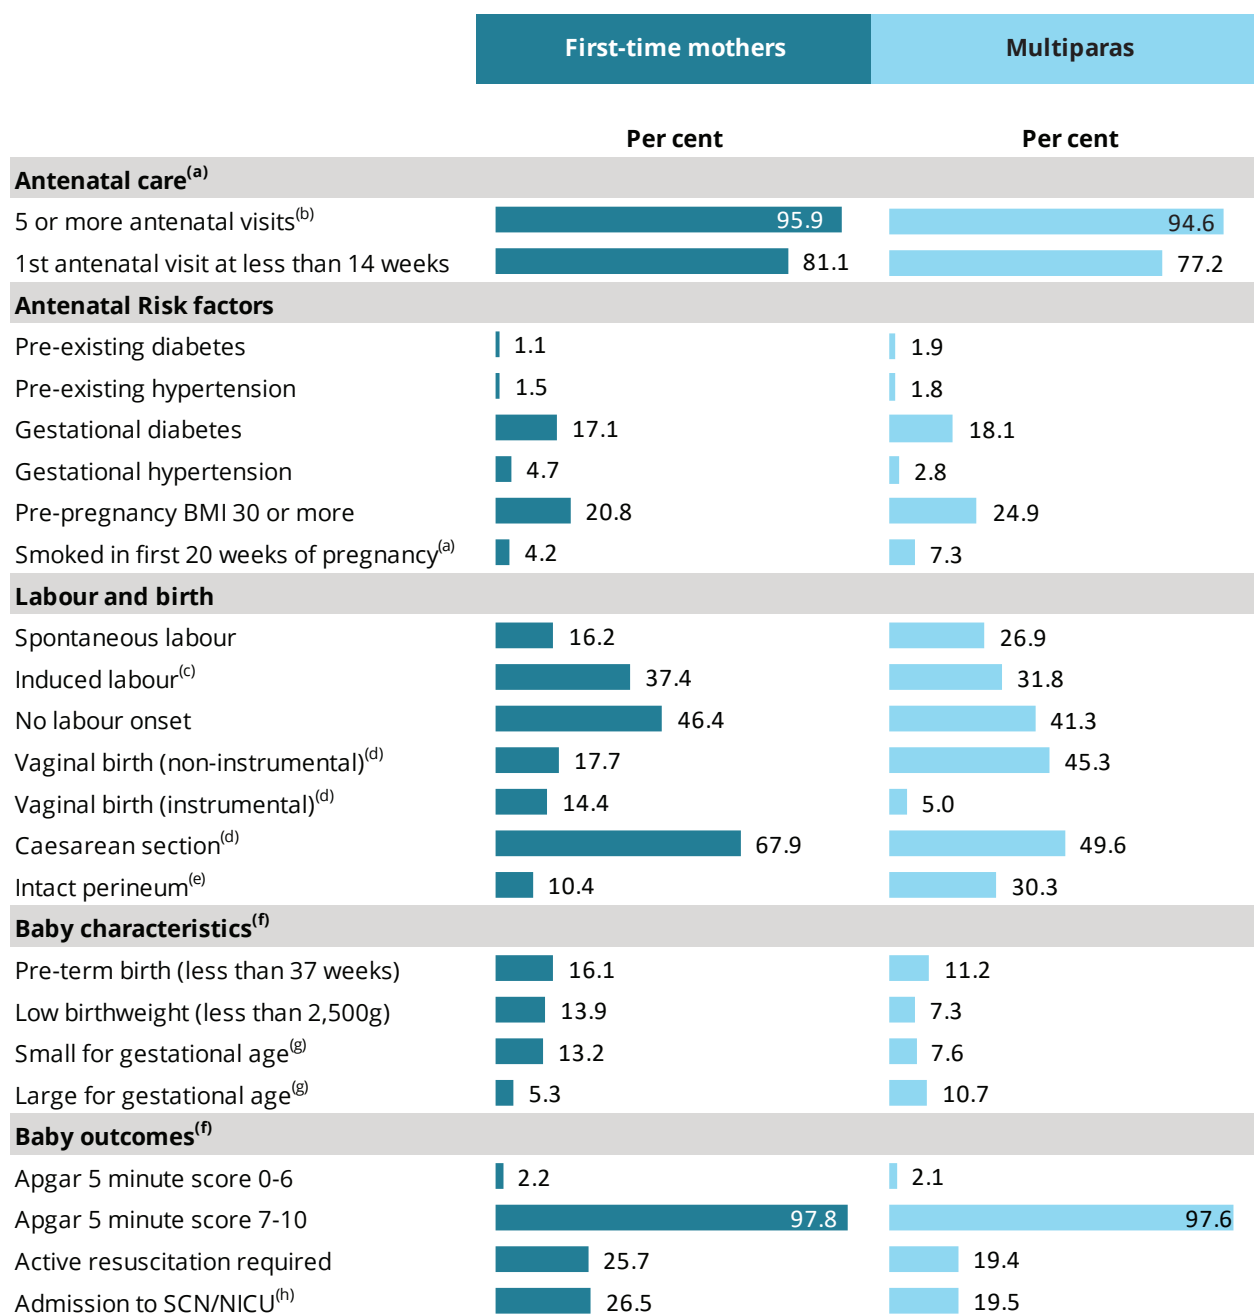 First-time mothers Multiparas
Per cent Per cent
Antenatal care(a)
5 or more antenatal visits(b) 95.9 94.6
1st antenatal visit at less than 14 weeks 81.1 77.2
Antenatal Risk factors
Pre-existing diabetes 1.1 1.9
Pre-existing hypertension 1.5 1.8
Gestational diabetes 17.1 18.1
Gestational hypertension 4.7 2.8
Pre-pregnancy BMI 30 or more 20.8 24.9
Smoked in first 20 weeks of pregnancy(a) 4.2 7.3
Labour and birth
Spontaneous labour 16.2 26.9
Induced labour(c) 37.4 31.8
No labour onset 46.4 41.3
Vaginal birth (non-instrumental)(d) 17.7 45.3
Vaginal birth (instrumental)(d) 14.4 5.0
Caesarean section(d) 67.9 49.6
Intact perineum(e) 10.4 30.3
Baby characteristics(f)
Pre-term birth (less than 37 weeks) 16.1 11.2
Low birthweight (less than 2,500g) 13.9 7.3
Small for gestational age(g) 13.2 7.6
Large for gestational age(g) 5.3 10.7
Baby outcomes(f)
Apgar 5 minute score 0-6 2.2 2.1
Apgar 5 minute score 7-10 97.8 97.6
Active resuscitation required 25.7 19.4
Admission to SCN/NICU(h) 26.5 19.5